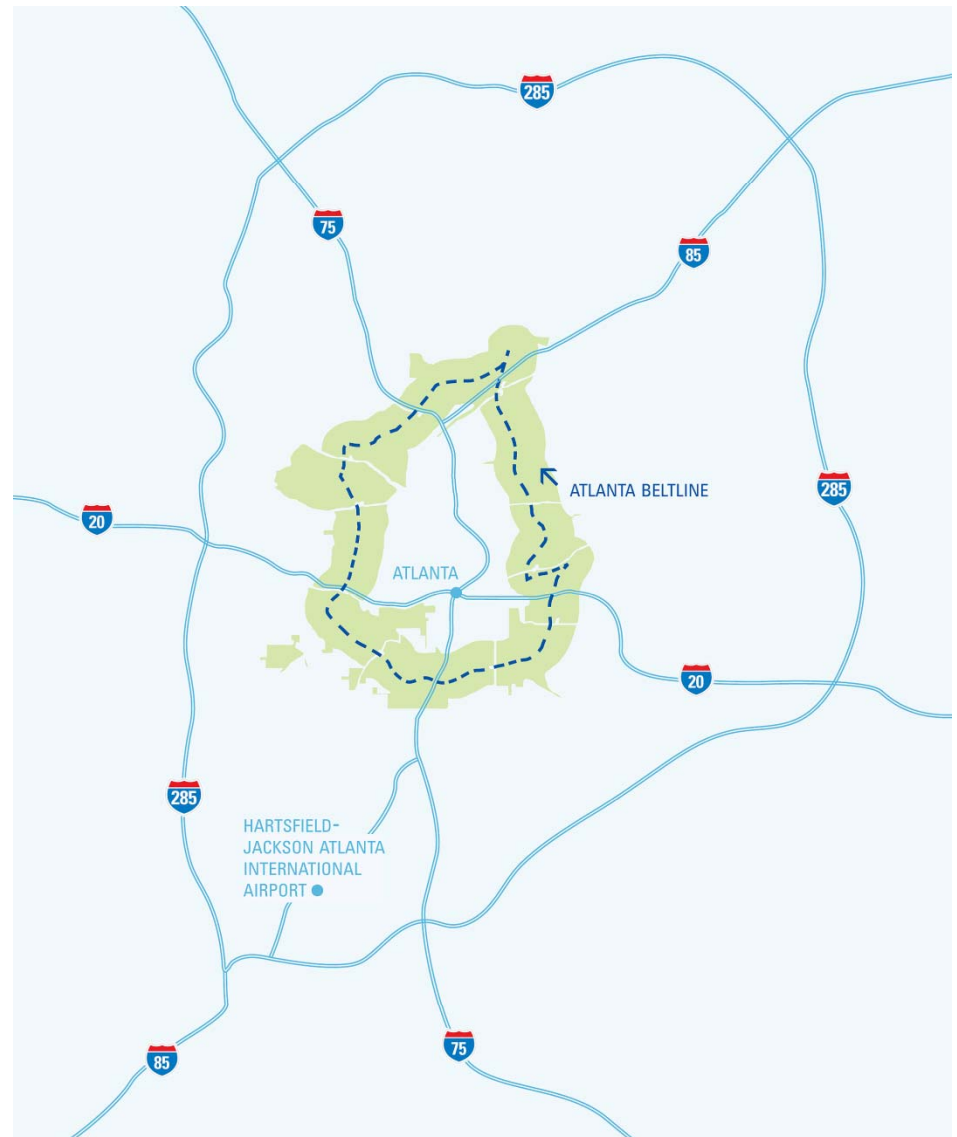 285
75
85
285
ATLANTA BELTLINE
20
ATLANTA
20
285
HARTSFIELD-
JACKSON ATLANTA
INTERNATIONAL
AIRPORT
75
85